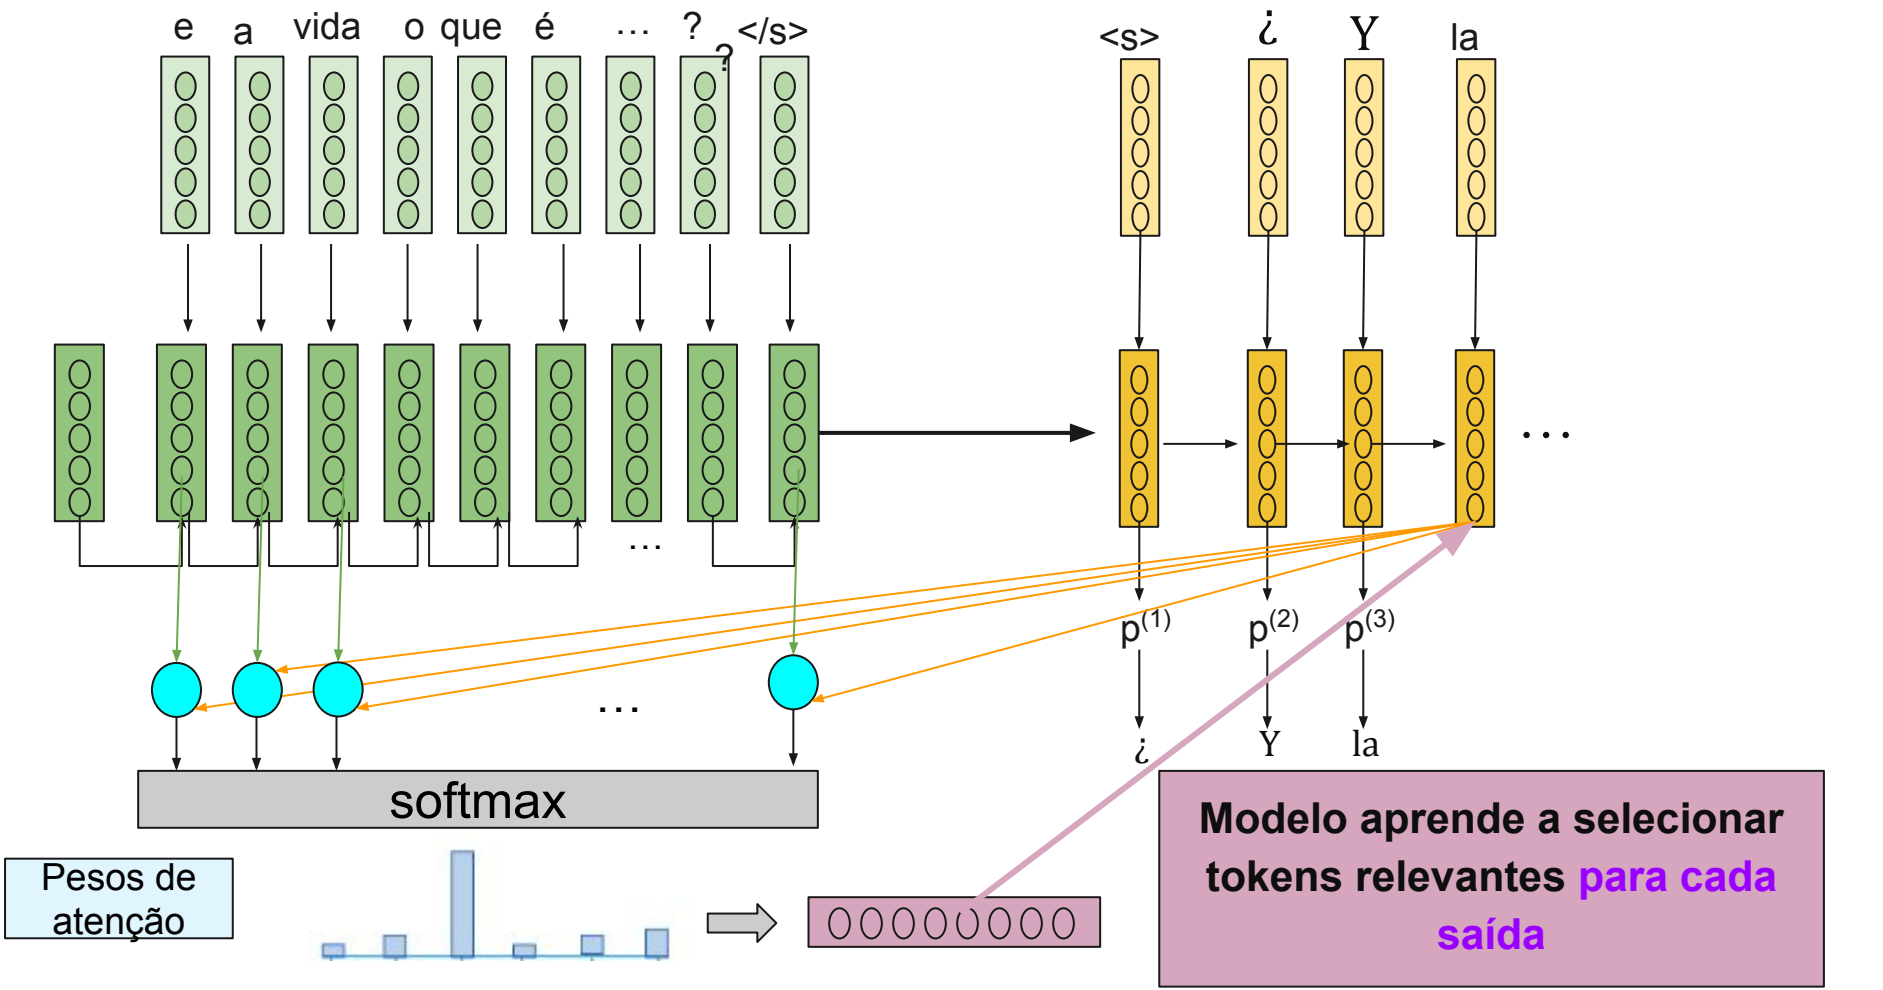 e a vida o que é … ? </s>
?
<s> ¿ Y la
…
…
p(1) p(2) p(3)
…
¿ Y la
softmax
Pesos de
atenção
Modelo aprende a selecionar
tokens relevantes para cada
saída